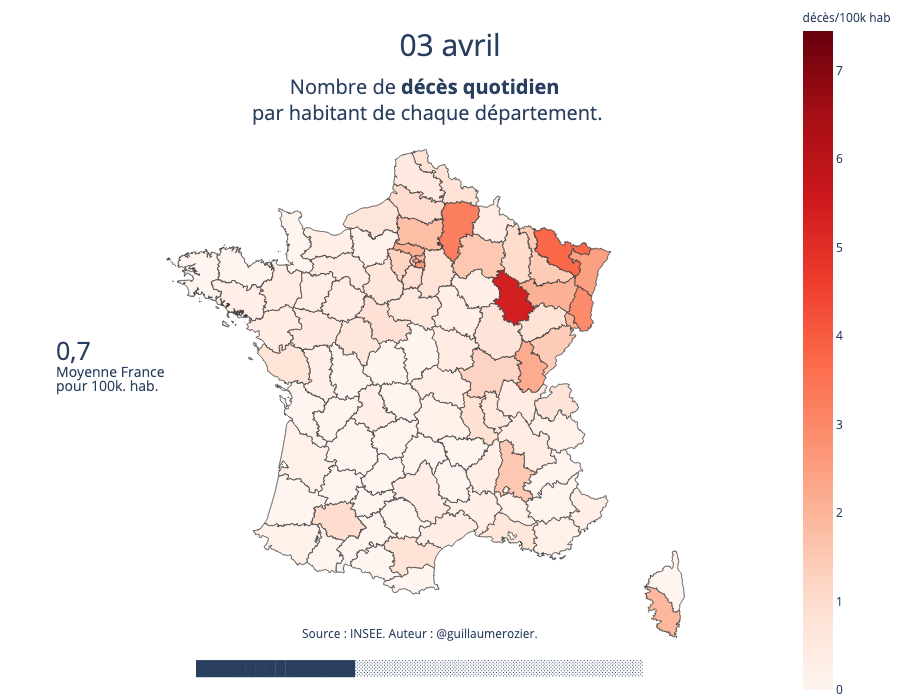 décès/100k hab
03 avril
Nombre de décès quotidien
par habitant de chaque département.
7
6
5
4
3
2
1
0
0,7
Moyenne France
pour 100k. hab.
Source : INSEE. Auteur : @guillaumerozier.